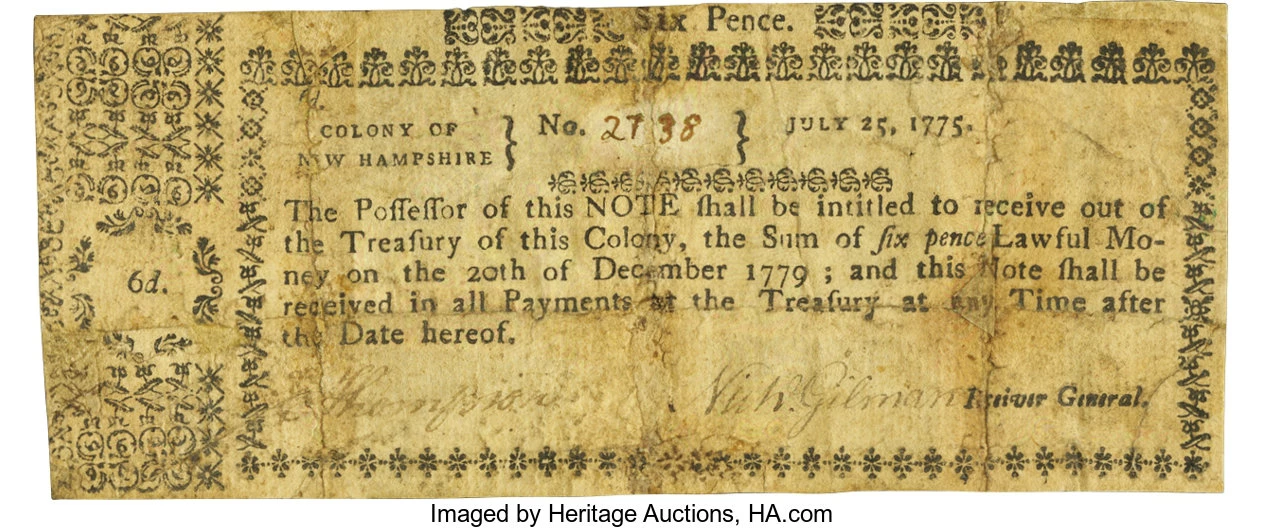 Six Pence.
COLONY OF
NEW HAMPSHIRE
No. 2738
JULY 25, 1775.
The Poſſeſſor of this NOTE ſhall be intitled to receive out of
the Treaſury of this Colony, the Sum of ſix pence Lawful Mo-
ney on the 20th of December 1779 ; and this Note ſhall be
received in all Payments at the Treaſury at any Time after
the Date hereof.
6d.
Nichs. Gilman Receiver General.
Imaged by Heritage Auctions, HA.com